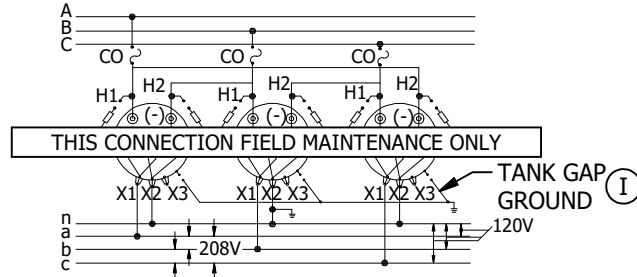 A
B
C
CO CO CO
H1 H2 H1 H2 H1 H2
(-) (-) (-)
THIS CONNECTION FIELD MAINTENANCE ONLY
X1 X2 X3 X1 X2 X3 X1 X2 X3
TANK GAP
GROUND I
n
a
b
c
208V
120V